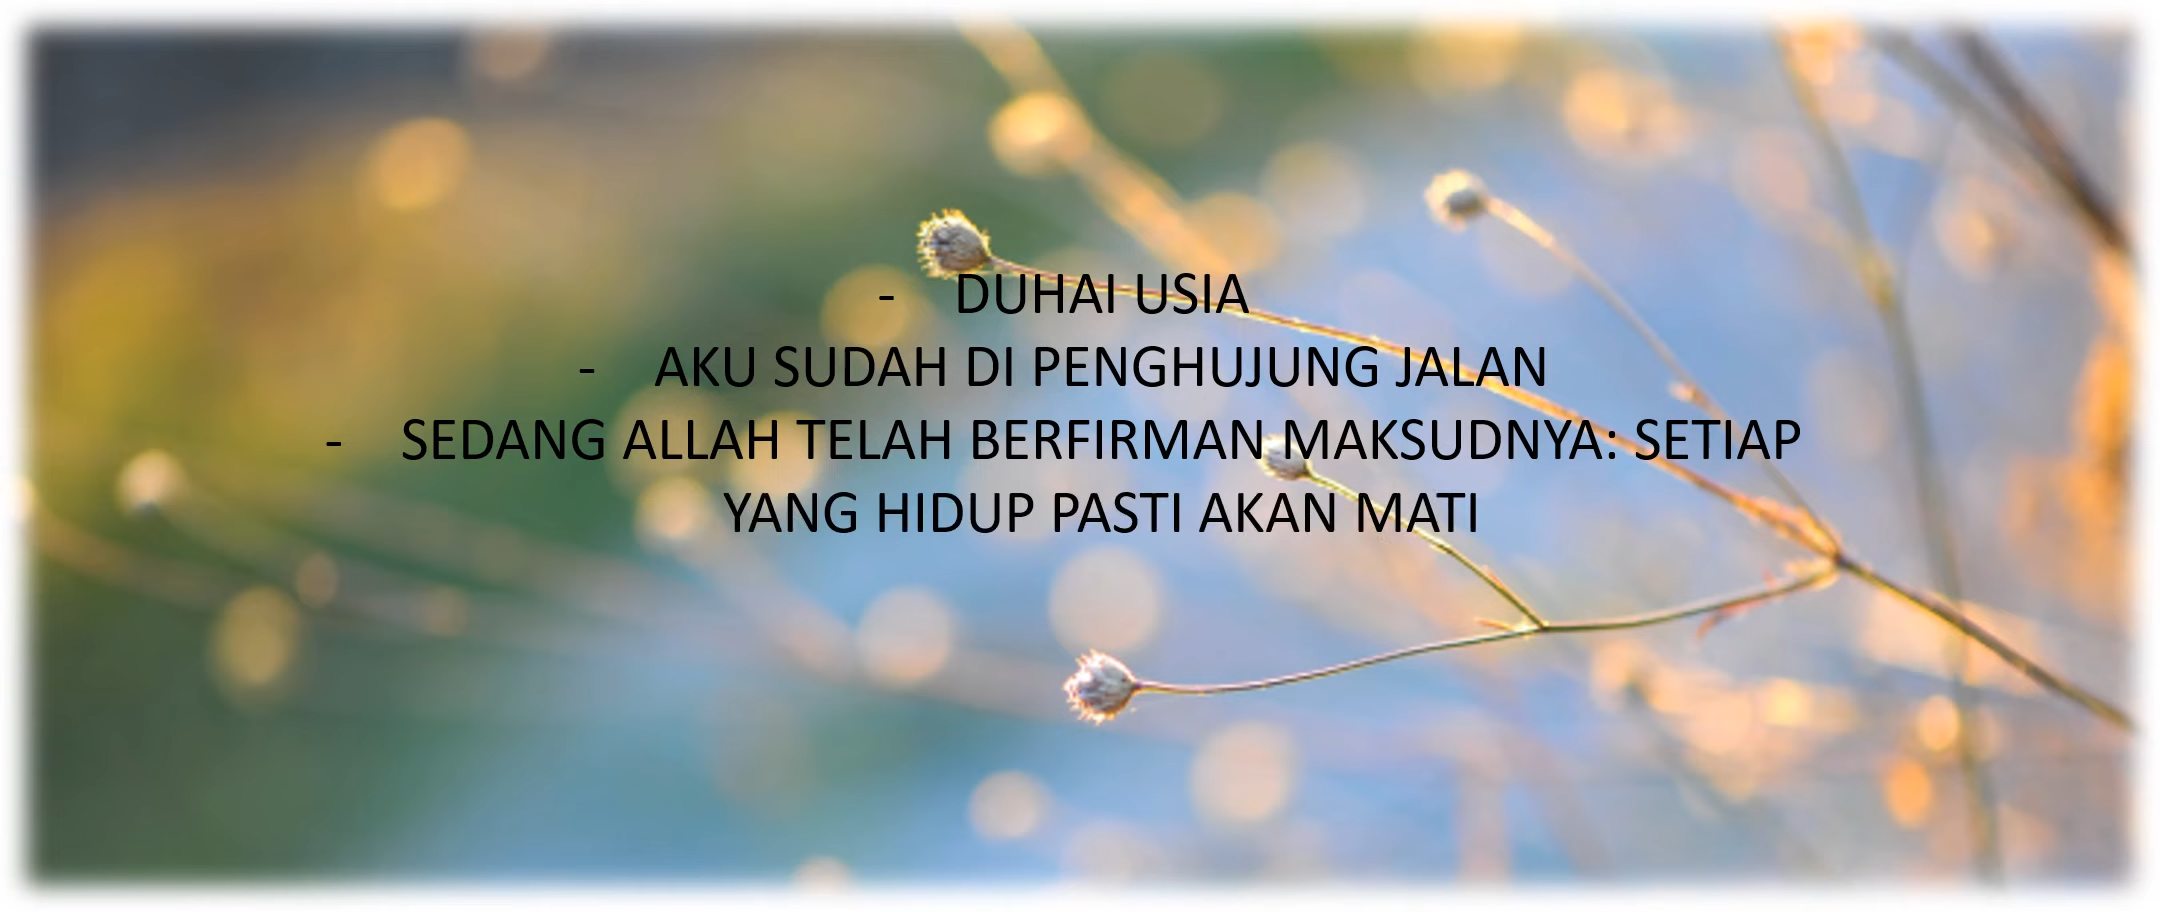 - DUHAI USIA
- AKU SUDAH DI PENGHUJUNG JALAN
- SEDANG ALLAH TELAH BERFIRMAN MAKSUDNYA: SETIAP
YANG HIDUP PASTI AKAN MATI